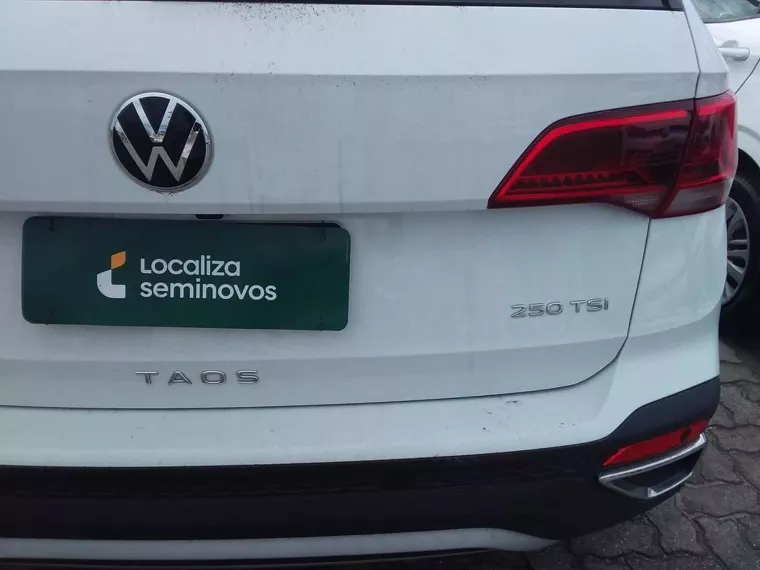 Localiza
seminovos
250 TSI
TAOS